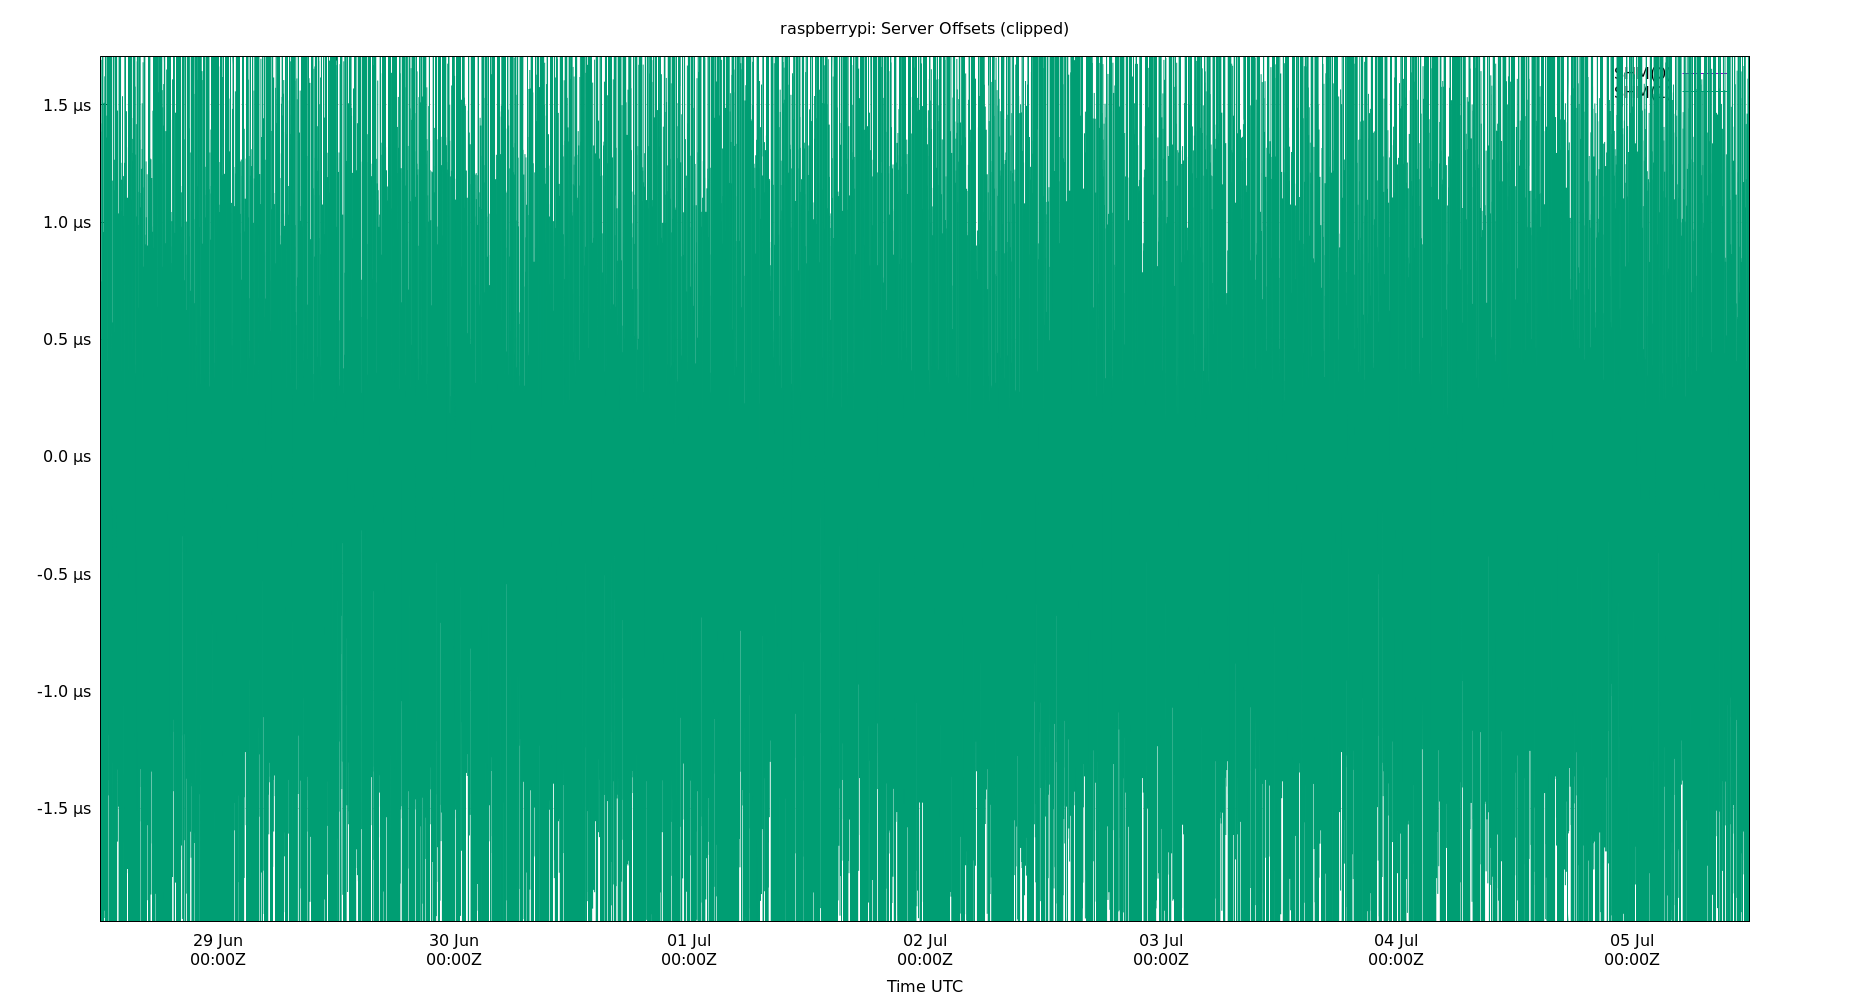 raspberrypi: Server Offsets (clipped)
1.5 µs
1.0 µs
0.5 µs
0.0 µs
-0.5 µs
-1.0 µs
-1.5 µs
29 Jun
00:00Z
30 Jun
00:00Z
01 Jul
00:00Z
02 Jul
00:00Z
03 Jul
00:00Z
04 Jul
00:00Z
05 Jul
00:00Z
Time UTC